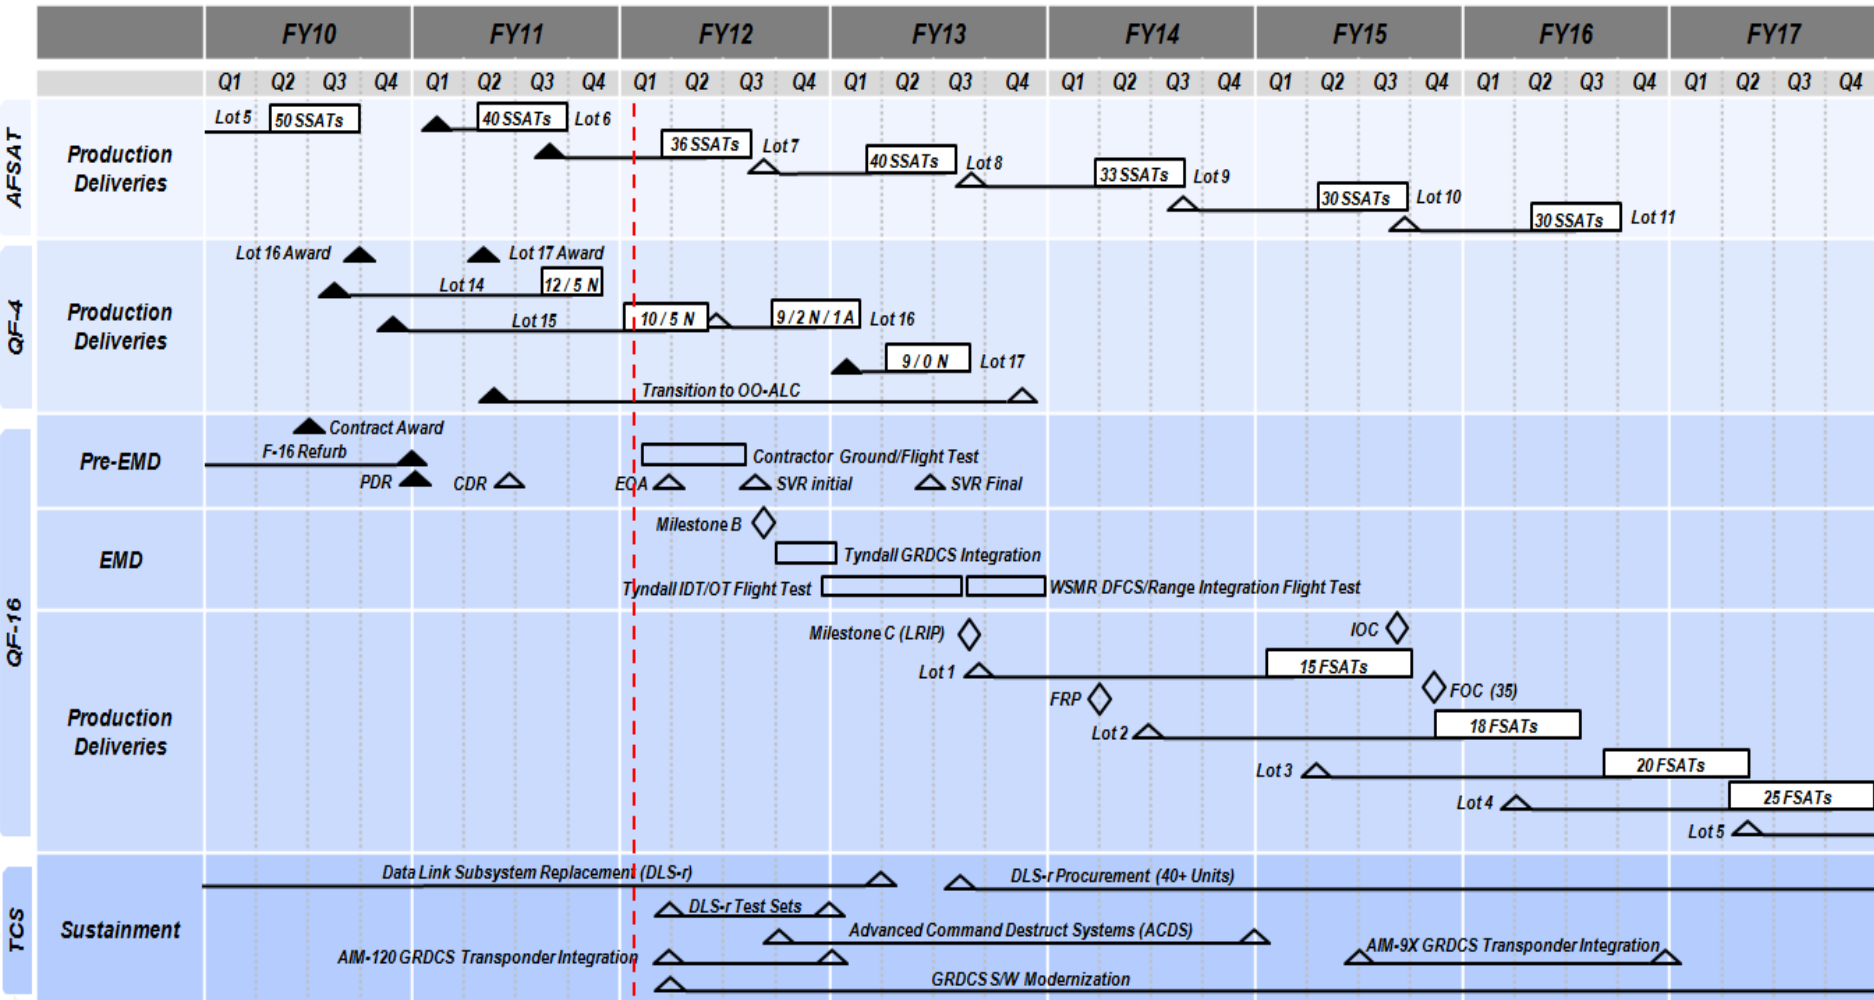 FY10 FY11 FY12 FY13 FY14 FY15 FY16 FY17
Q1 Q2 Q3 Q4 Q1 Q2 Q3 Q4 Q1 Q2 Q3 Q4 Q1 Q2 Q3 Q4 Q1 Q2 Q3 Q4 Q1 Q2 Q3 Q4 Q1 Q2 Q3 Q4 Q1 Q2 Q3 Q4
AFSAT
Production
Deliveries
Lot 5 50 SSATs
40 SSATs Lot 6
36 SSATs Lot 7
40 SSATs Lot 8
33 SSATs Lot 9
30 SSATs Lot 10
30 SSATs Lot 11
QF-4
Production
Deliveries
Lot 16 Award Lot 17 Award
Lot 14 12 / 5 N
Lot 15 10 / 5 N 9 / 2 N / 1 A Lot 16
9 / 0 N Lot 17
Transition to OO-ALC
QF-16
Pre-EMD
Contract Award
F-16 Refurb Contractor Ground/Flight Test
PDR CDR EOA SVR initial SVR Final
EMD
Milestone B
Tyndall GRDCS Integration
Tyndall IDT/OT Flight Test WSMR DFCS/Range Integration Flight Test
Production
Deliveries
Milestone C (LRIP) IOC
Lot 1 15 FSATs
FRP FOC (35)
Lot 2 18 FSATs
Lot 3 20 FSATs
Lot 4 25 FSATs
Lot 5
TCS
Sustainment
Data Link Subsystem Replacement (DLS-r) DLS-r Procurement (40+ Units)
DLS-r Test Sets
Advanced Command Destruct Systems (ACDS)
AIM-120 GRDCS Transponder Integration AIM-9X GRDCS Transponder Integration
GRDCS S/W Modernization